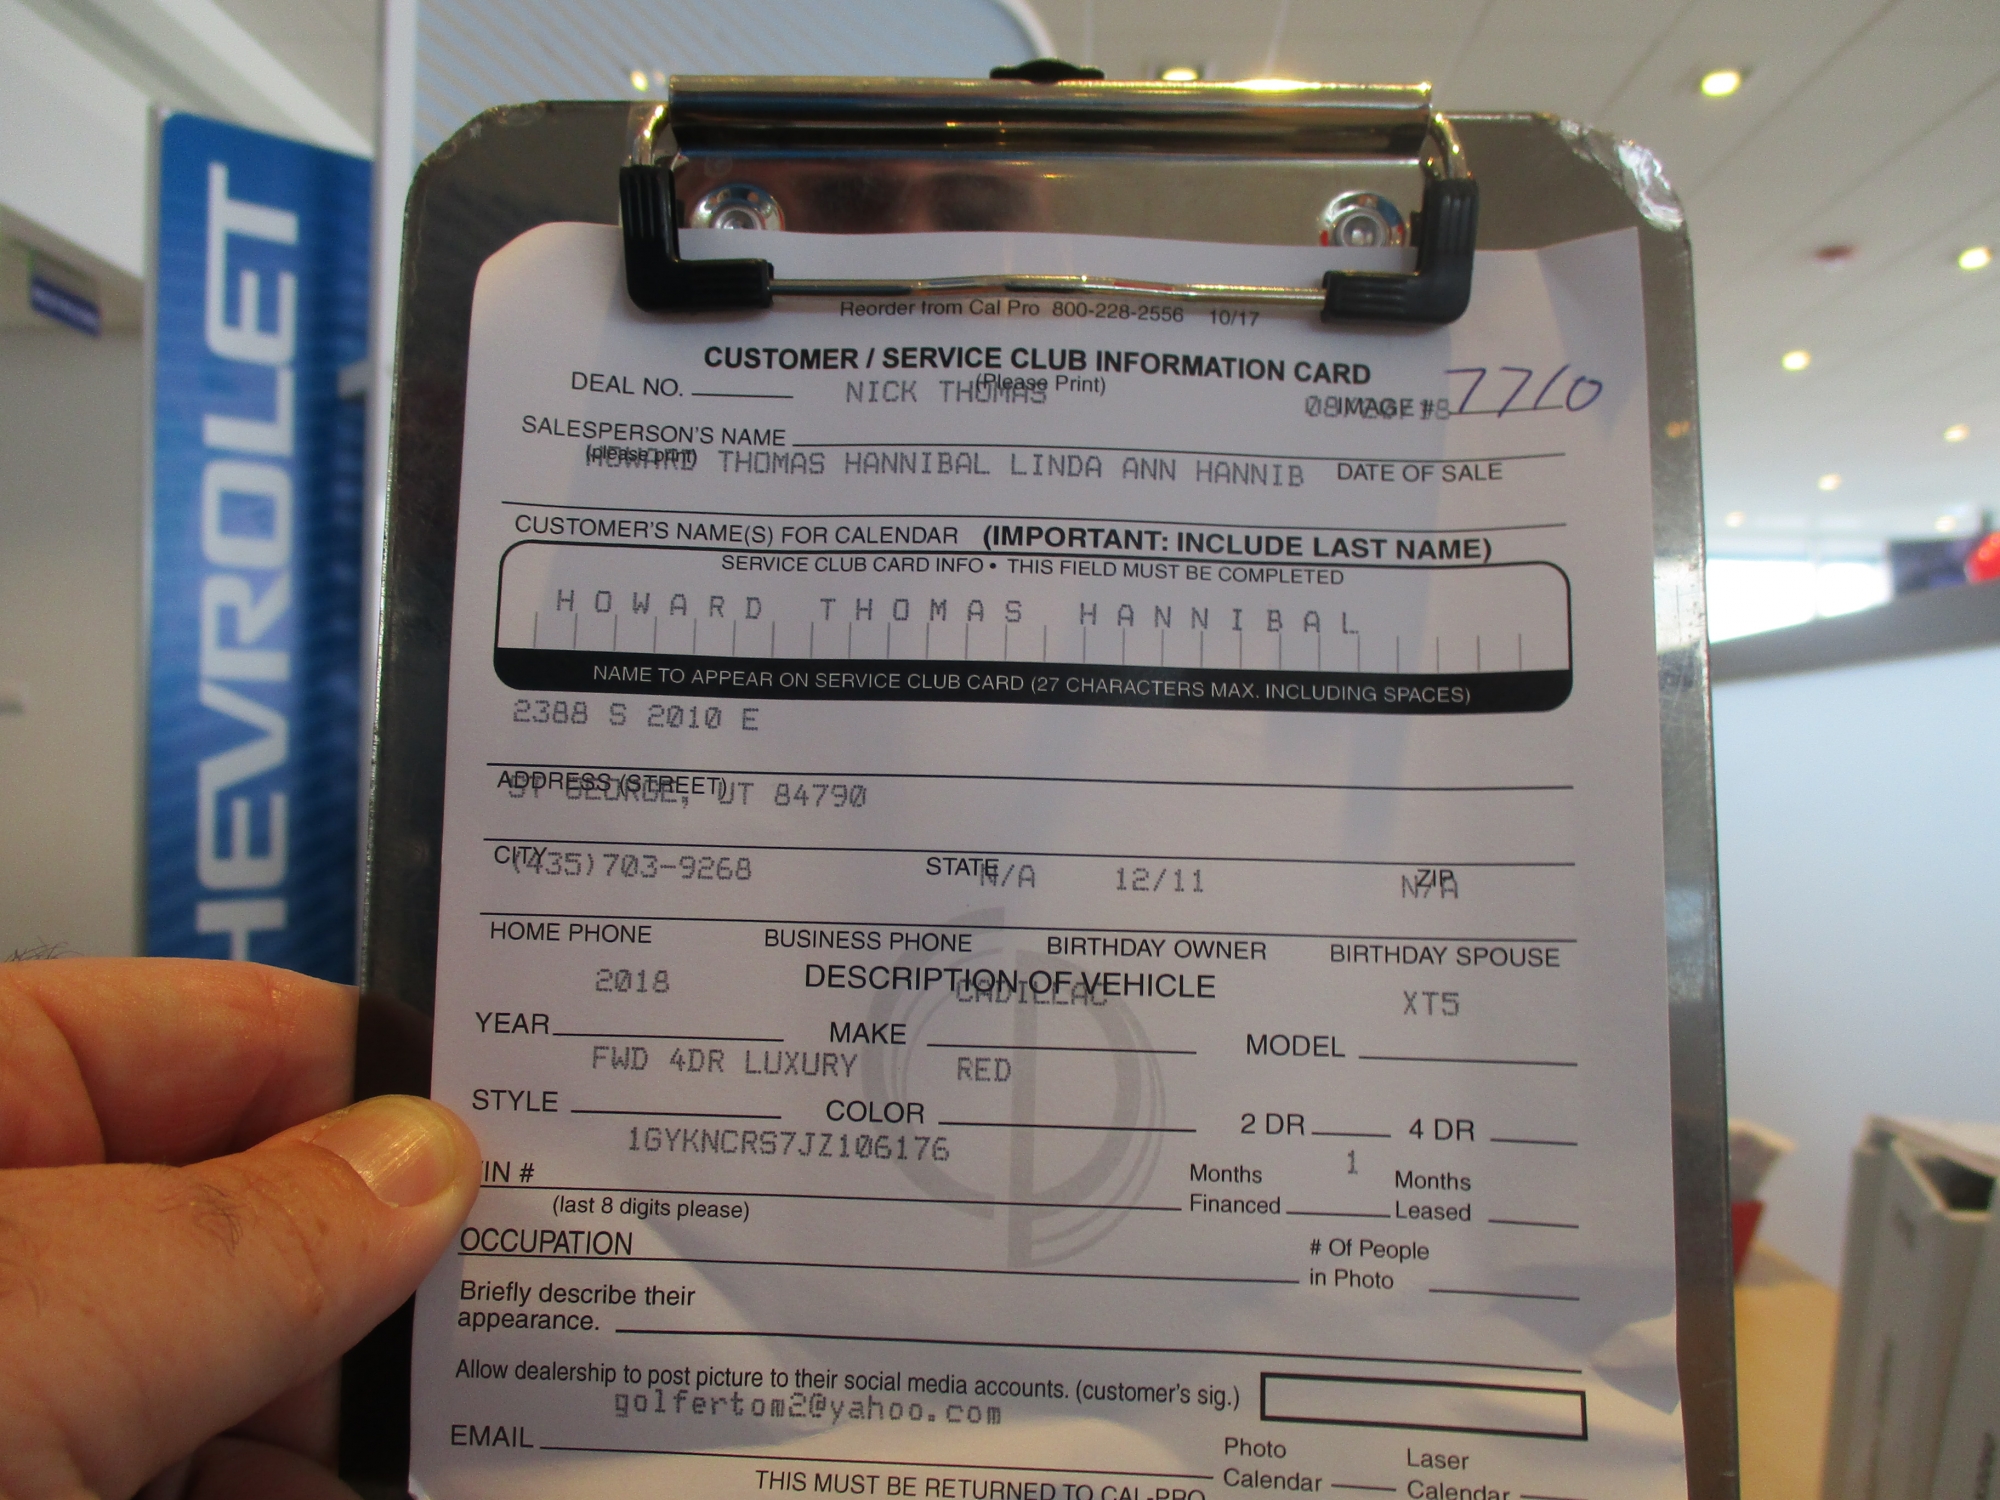 HEVROLET
Reorder from Cal Pro 800-228-2556 10/17
CUSTOMER / SERVICE CLUB INFORMATION CARD
(Please Print)
DEAL NO. NICK THOMAS IMAGE # 7710
SALESPERSON'S NAME
(please print)
HOWARD THOMAS HANNIBAL LINDA ANN HANNIB DATE OF SALE
CUSTOMER'S NAME(S) FOR CALENDAR (IMPORTANT: INCLUDE LAST NAME)
SERVICE CLUB CARD INFO • THIS FIELD MUST BE COMPLETED
HOWARD THOMAS HANNIBAL
NAME TO APPEAR ON SERVICE CLUB CARD (27 CHARACTERS MAX. INCLUDING SPACES)
2388 S 2010 E
ADDRESS (STREET)
ST GEORGE, UT 84790
CITY STATE ZIP
(435)703-9268 N/A 12/11 N/A
HOME PHONE BUSINESS PHONE BIRTHDAY OWNER BIRTHDAY SPOUSE
DESCRIPTION OF VEHICLE
2018 CADILLAC XT5
YEAR MAKE MODEL
FWD 4DR LUXURY RED
STYLE COLOR 2 DR 4 DR
1GYKNCRS7JZ106176
IN #
(last 8 digits please)
Months Financed 1 Months Leased
OCCUPATION
# Of People in Photo
Briefly describe their
appearance.
Allow dealership to post picture to their social media accounts. (customer's sig.)
golfertom2@yahoo.com
EMAIL
Photo Calendar Laser Calendar
THIS MUST BE RETURNED TO CAL-PRO